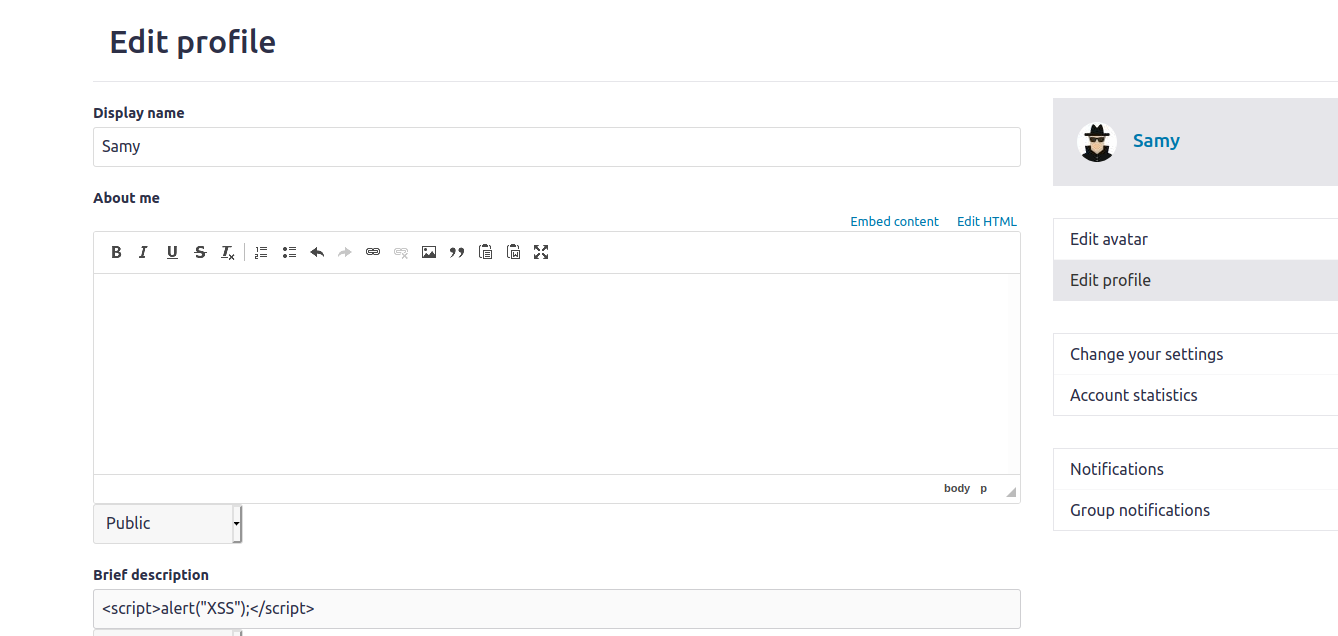 Edit profile
Display name
Samy
About me
Embed content Edit HTML
B I U S Ix
body p
Public
Brief description
<script>alert("XSS");</script>
Samy
Edit avatar
Edit profile
Change your settings
Account statistics
Notifications
Group notifications